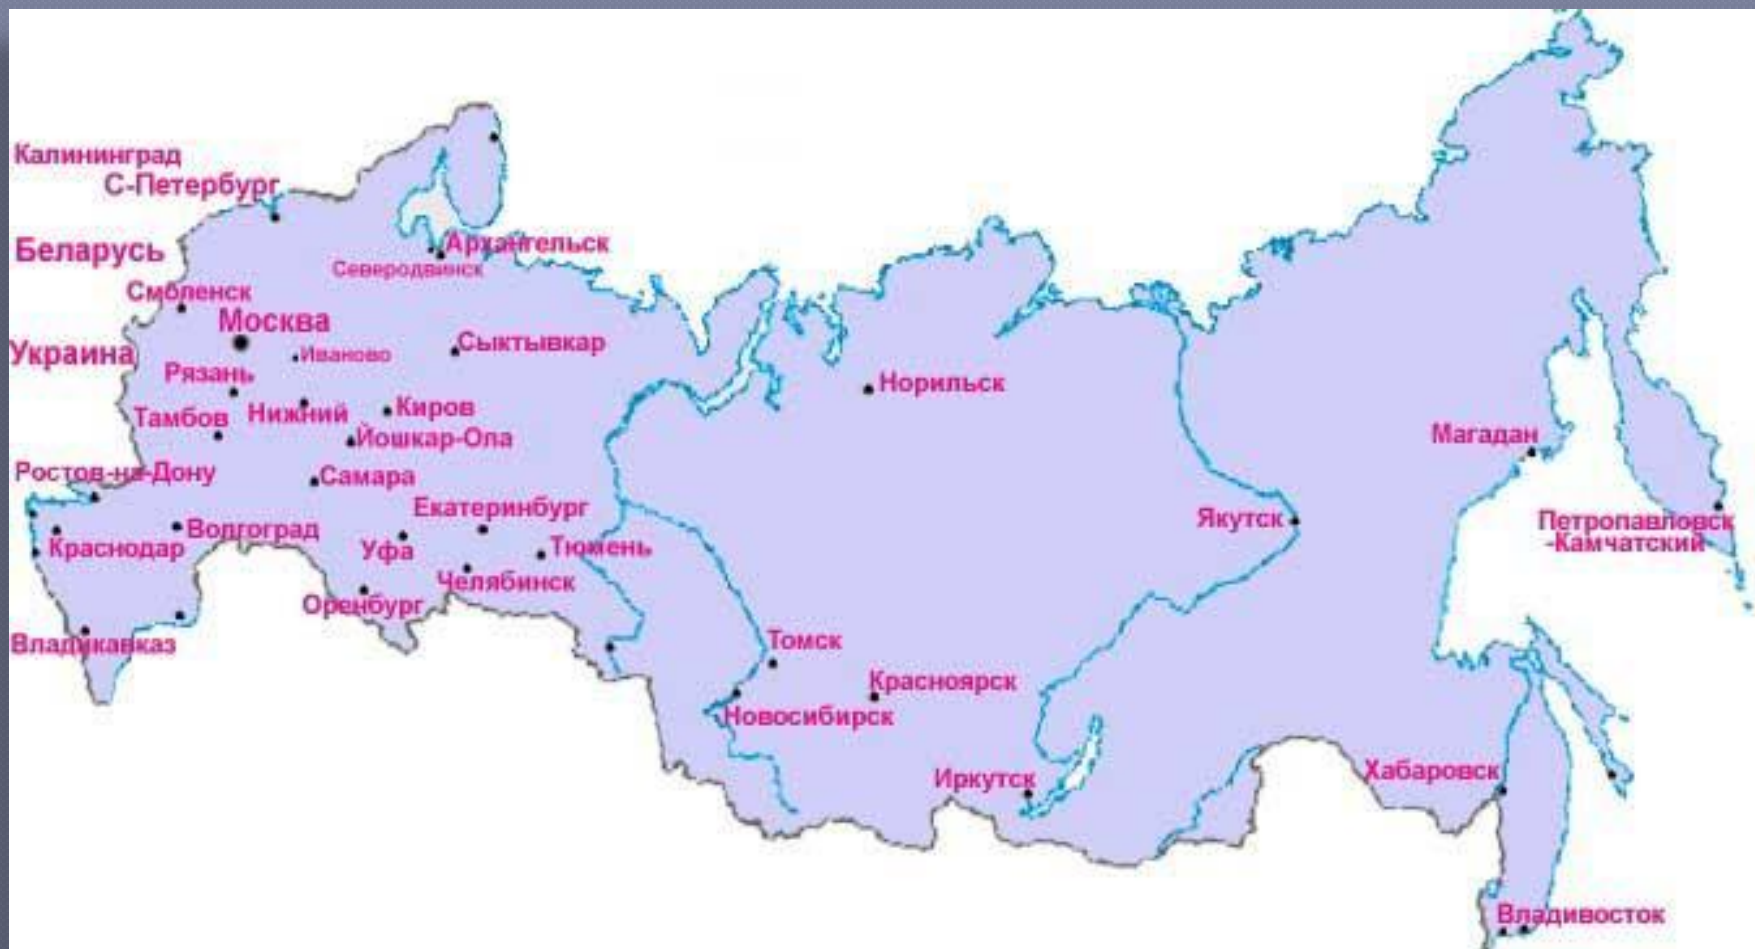 Калининград
С-Петербург
Беларусь
Архангельск
Северодвинск
Смоленск
Москва
Украина
Иваново
Сыктывкар
Рязань
Норильск
Тамбов
Нижний
Киров
Йошкар-Ола
Магадан
Ростов-на-Дону
Самара
Екатеринбург
Якутск
Петропавловск
-Камчатский
Волгоград
Краснодар
Уфа
Тюмень
Челябинск
Оренбург
Владикавказ
Томск
Красноярск
Новосибирск
Иркутск
Хабаровск
Владивосток